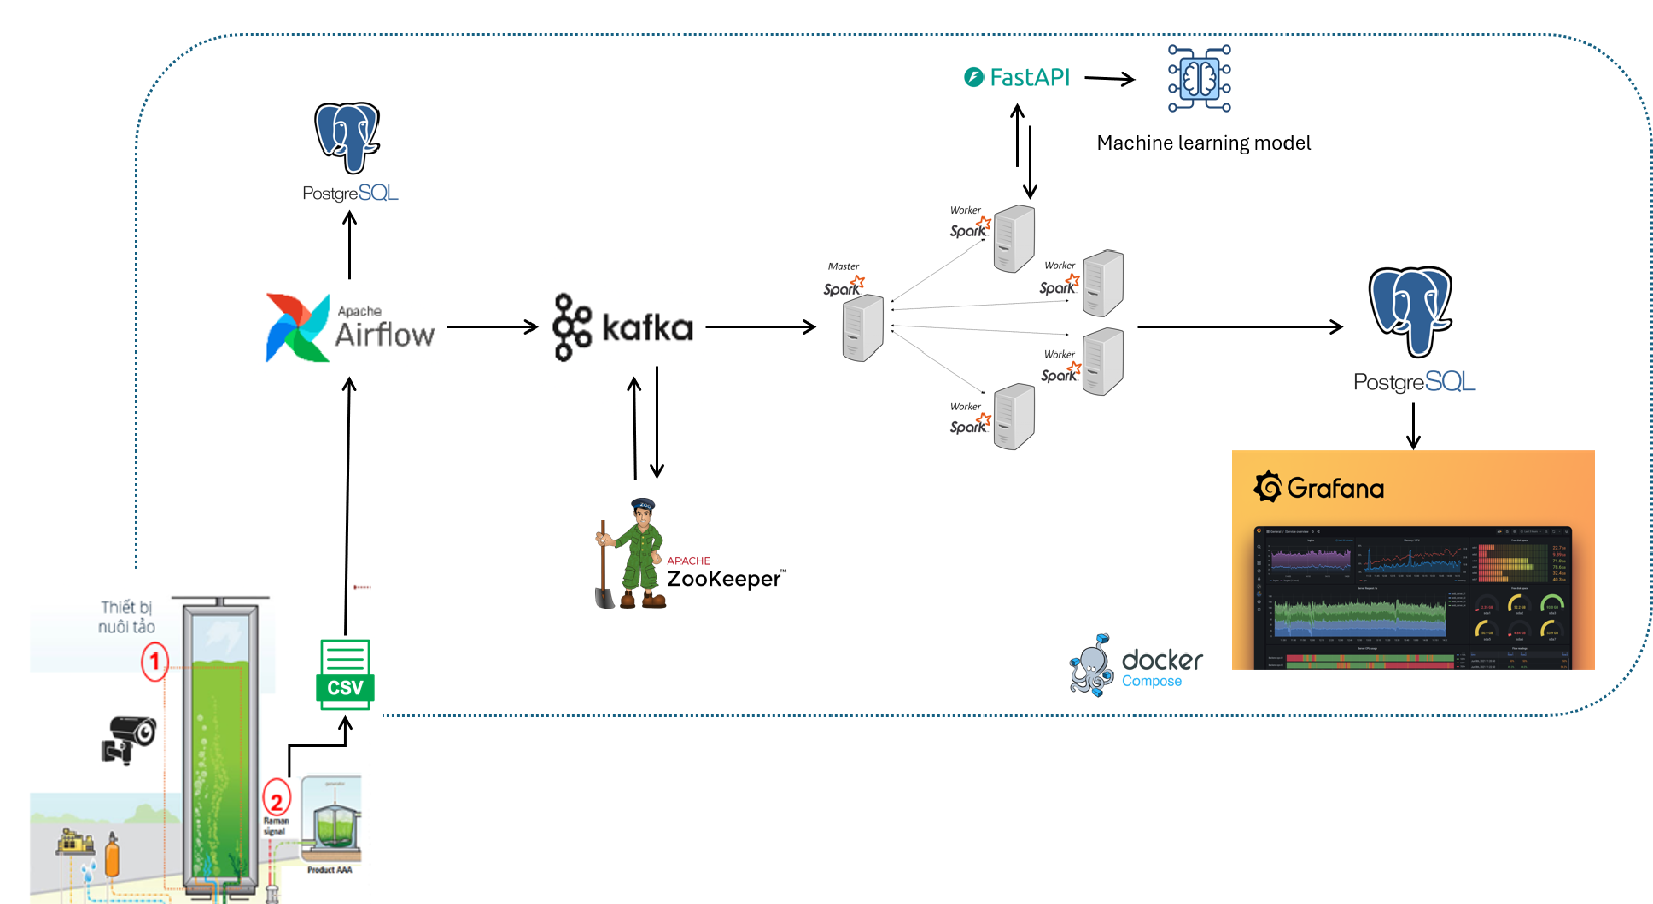 FastAPI
Machine learning model
PostgreSQL
Worker
Spark
Master
Spark
Worker
Spark
Apache
Airflow
kafka
Worker
Spark
PostgreSQL
Worker
Spark
Grafana
ZOO
APACHE
ZooKeeper™
Thiết bị
nuôi tảo
1
CSV
docker
Compose
2
Raman
signal
Product AAA